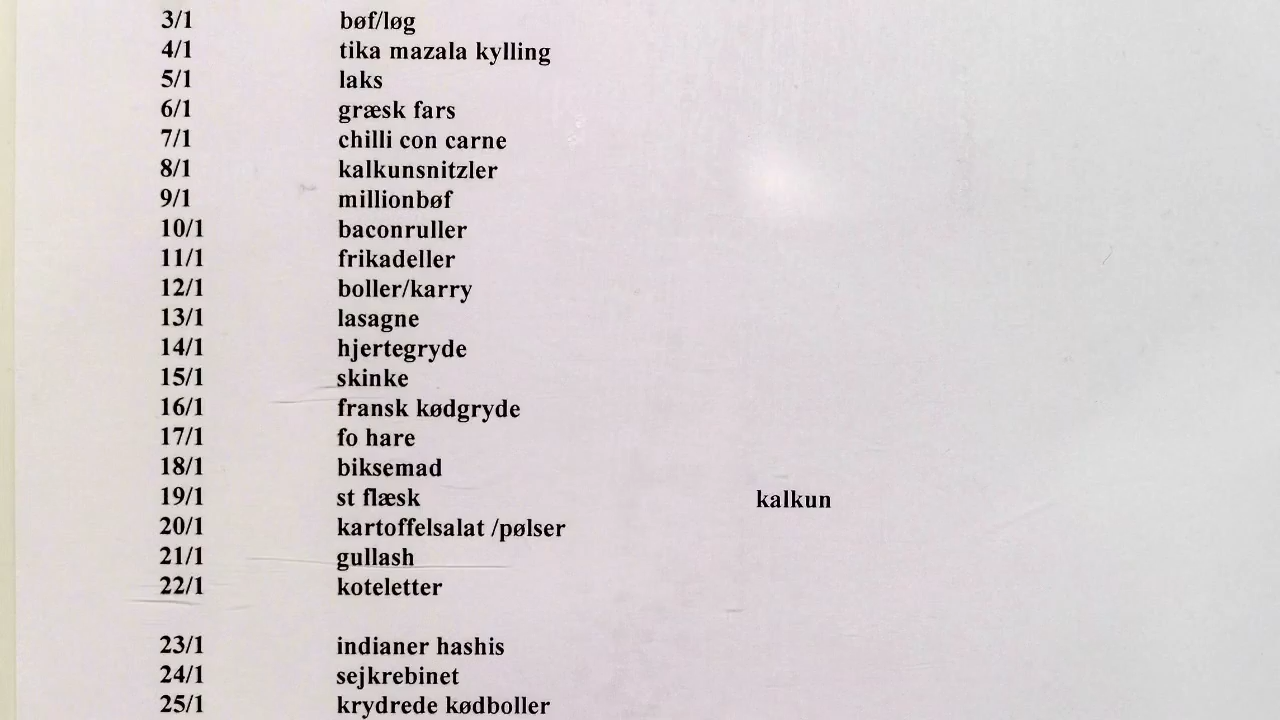 3/1 bøf/løg
4/1 tika mazala kylling
5/1 laks
6/1 græsk fars
7/1 chilli con carne
8/1 kalkunsnitzler
9/1 millionbøf
10/1 baconruller
11/1 frikadeller
12/1 boller/karry
13/1 lasagne
14/1 hjertegryde
15/1 skinke
16/1 fransk kødgryde
17/1 fo hare
18/1 biksemad
19/1 st flæsk kalkun
20/1 kartoffelsalat /pølser
21/1 gullash
22/1 koteletter
23/1 indianer hashis
24/1 sejkrebinet
25/1 krydrede kødboller